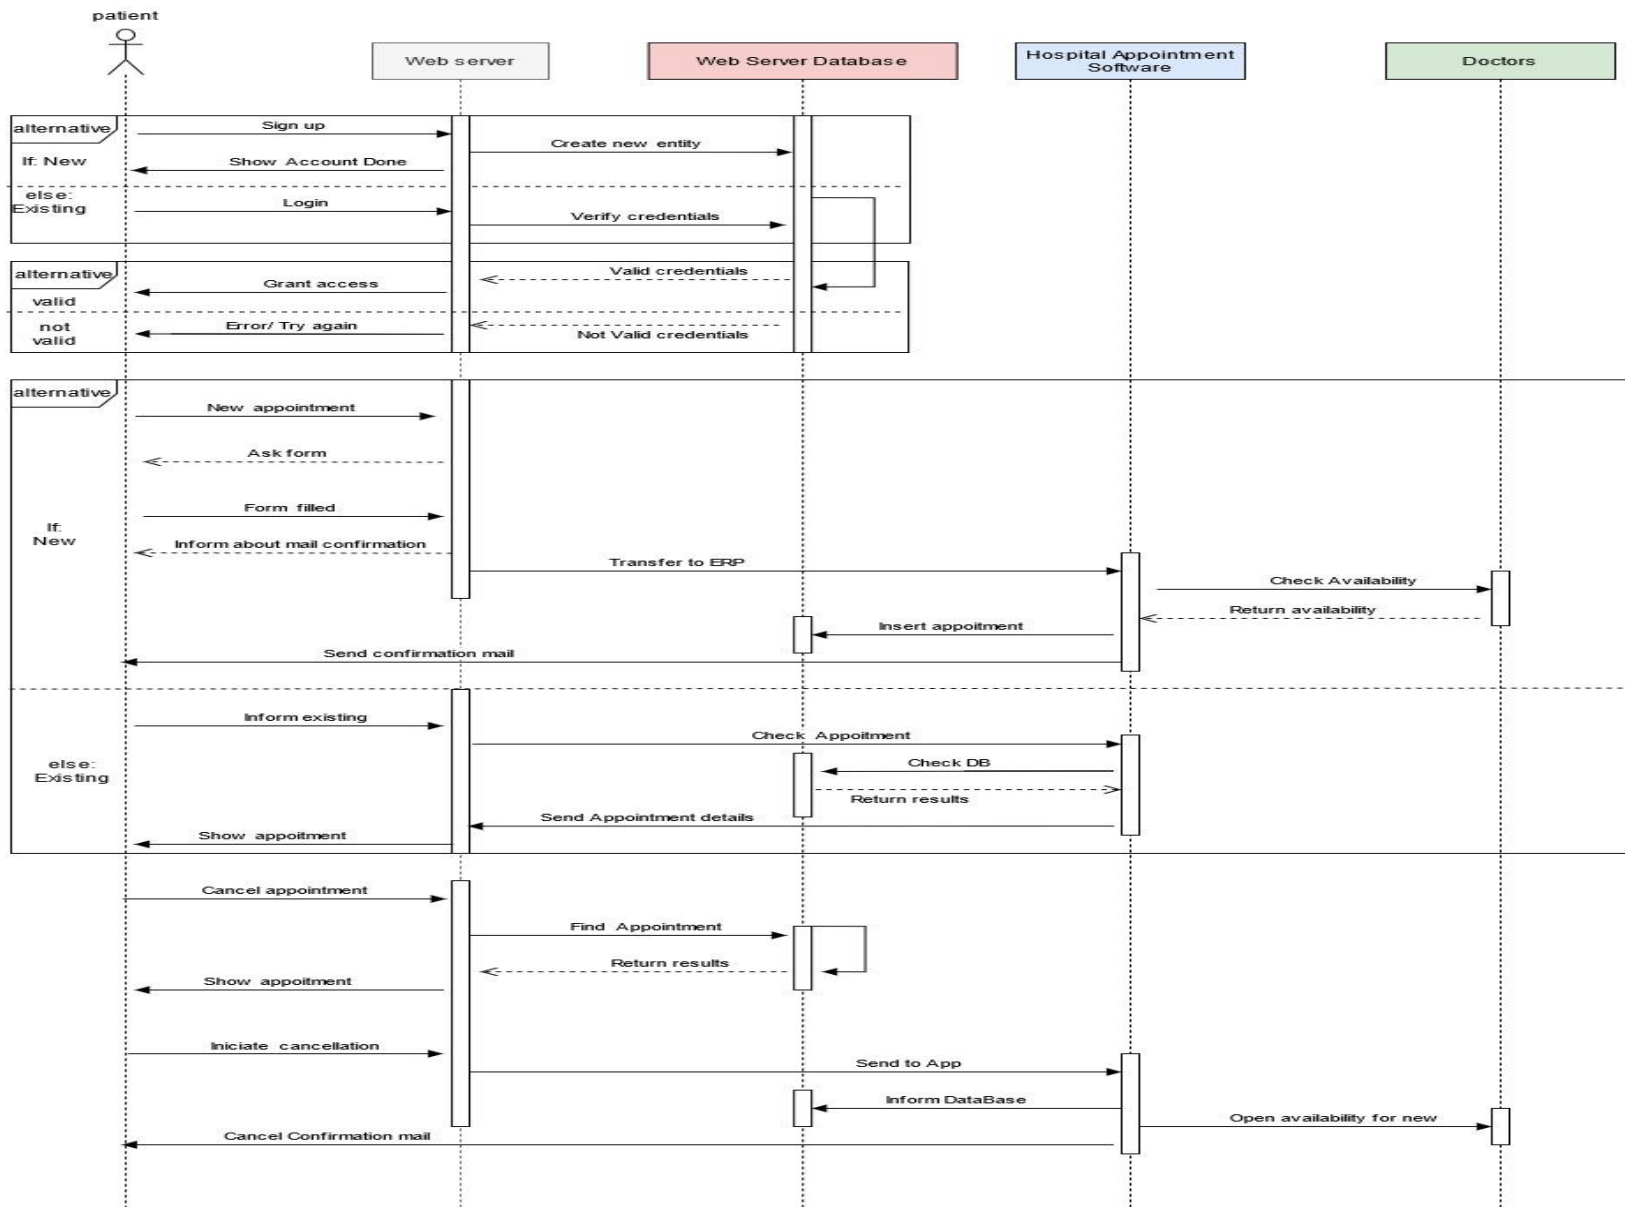 patient
Web server
Web Server Database
Hospital Appointment
Software
Doctors
alternative
Sign up
Create new entity
If: New
Show Account Done
else:
Existing
Login
Verify credentials
alternative
Valid credentials
Grant access
valid
not
valid
Error/ Try again
Not Valid credentials
alternative
New appointment
Ask form
Form filled
If:
New
Inform about mail confirmation
Transfer to ERP
Check Availability
Return availability
Insert appoitment
Send confirmation mail
Inform existing
Check Appoitment
else:
Existing
Check DB
Return results
Send Appointment details
Show appoitment
Cancel appointment
Find Appointment
Return results
Show appoitment
Iniciate cancellation
Send to App
Inform DataBase
Open availability for new
Cancel Confirmation mail